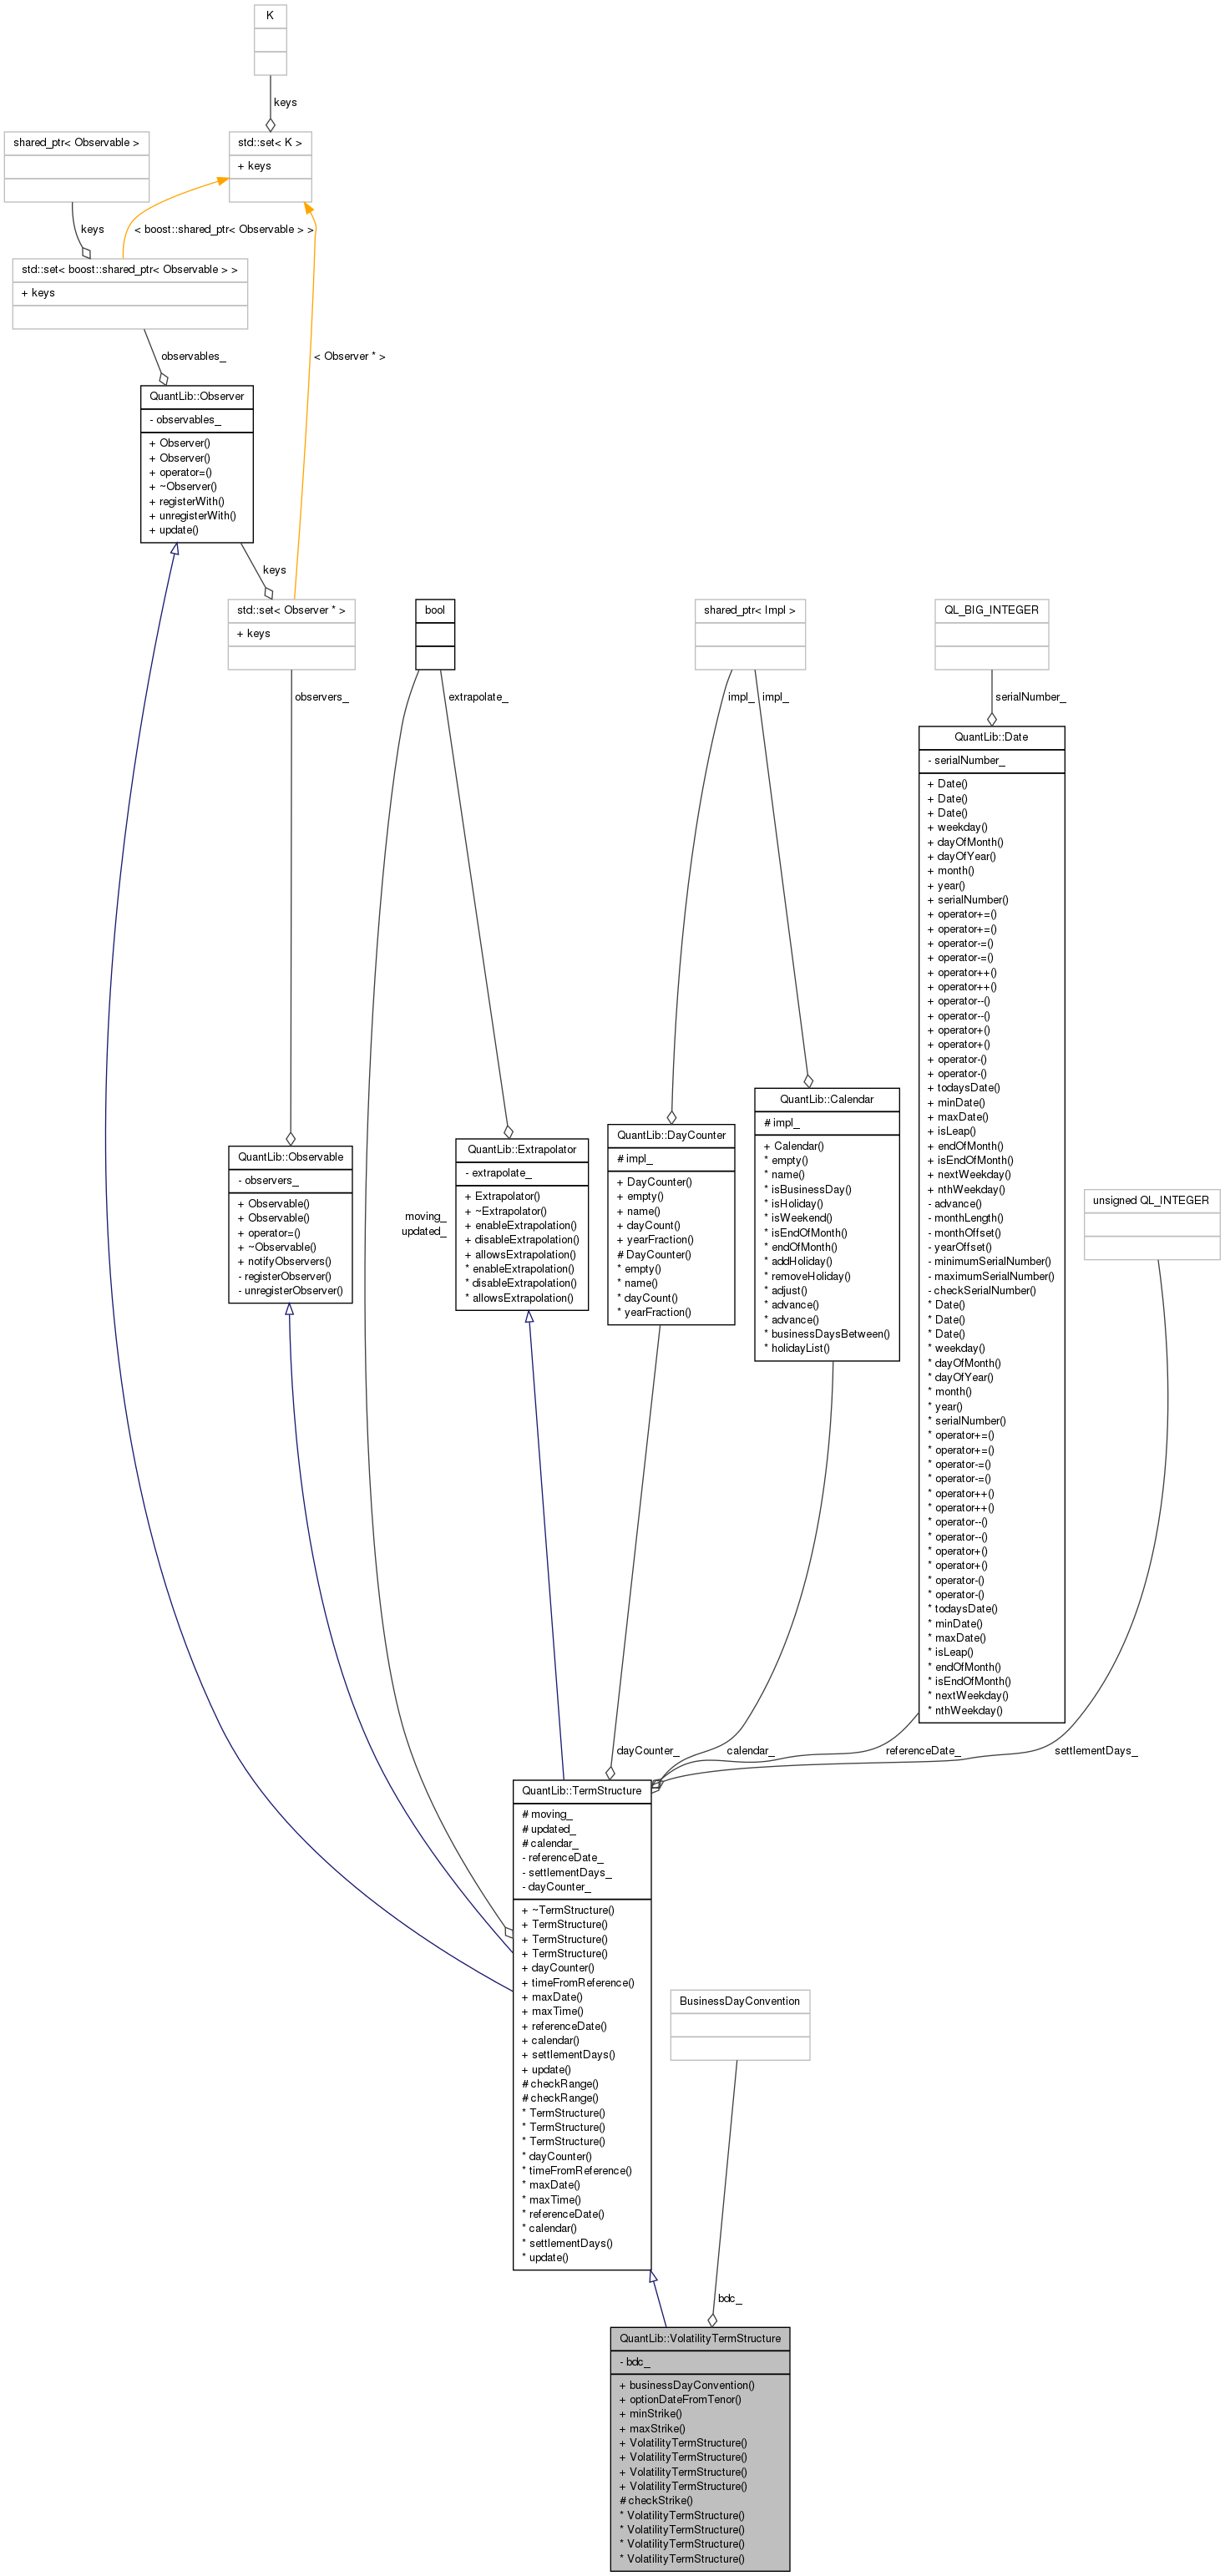 K
keys
shared_ptr< Observable >
std::set< K >
+ keys
keys
< boost::shared_ptr< Observable > >
std::set< boost::shared_ptr< Observable > >
+ keys
observables_
< Observer * >
QuantLib::Observer
- observables_
+ Observer()
+ Observer()
+ operator=()
+ ~Observer()
+ registerWith()
+ unregisterWith()
+ update()
keys
std::set< Observer * >
+ keys
bool
shared_ptr< Impl >
QL_BIG_INTEGER
observers_
extrapolate_
impl_
impl_
serialNumber_
QuantLib::Date
- serialNumber_
+ Date()
+ Date()
+ Date()
+ weekday()
+ dayOfMonth()
+ dayOfYear()
+ month()
+ year()
+ serialNumber()
+ operator+=()
+ operator+=()
+ operator-=()
+ operator-=()
+ operator++()
+ operator++()
+ operator--()
+ operator--()
+ operator+()
+ operator+()
+ operator-()
+ operator-()
+ todaysDate()
+ minDate()
+ maxDate()
+ isLeap()
+ endOfMonth()
+ isEndOfMonth()
+ nextWeekday()
+ nthWeekday()
- advance()
- monthLength()
- monthOffset()
- yearOffset()
- minimumSerialNumber()
- maximumSerialNumber()
- checkSerialNumber()
* Date()
* Date()
* Date()
* weekday()
* dayOfMonth()
* dayOfYear()
* month()
* year()
* serialNumber()
* operator+=()
* operator+=()
* operator-=()
* operator-=()
* operator++()
* operator++()
* operator--()
* operator--()
* operator+()
* operator+()
* operator-()
* operator-()
* todaysDate()
* minDate()
* maxDate()
* isLeap()
* endOfMonth()
* isEndOfMonth()
* nextWeekday()
* nthWeekday()
QuantLib::Calendar
# impl_
+ Calendar()
* empty()
* name()
* isBusinessDay()
* isHoliday()
* isWeekend()
* isEndOfMonth()
* endOfMonth()
* addHoliday()
* removeHoliday()
* adjust()
* advance()
* advance()
* businessDaysBetween()
* holidayList()
QuantLib::DayCounter
# impl_
+ DayCounter()
+ empty()
+ name()
+ dayCount()
+ yearFraction()
# DayCounter()
* empty()
* name()
* dayCount()
* yearFraction()
QuantLib::Extrapolator
- extrapolate_
+ Extrapolator()
+ ~Extrapolator()
+ enableExtrapolation()
+ disableExtrapolation()
+ allowsExtrapolation()
* enableExtrapolation()
* disableExtrapolation()
* allowsExtrapolation()
QuantLib::Observable
- observers_
+ Observable()
+ Observable()
+ operator=()
+ ~Observable()
+ notifyObservers()
- registerObserver()
- unregisterObserver()
moving_
updated_
unsigned QL_INTEGER
dayCounter_
calendar_
referenceDate_
settlementDays_
QuantLib::TermStructure
# moving_
# updated_
# calendar_
- referenceDate_
- settlementDays_
- dayCounter_
+ ~TermStructure()
+ TermStructure()
+ TermStructure()
+ TermStructure()
+ dayCounter()
+ timeFromReference()
+ maxDate()
+ maxTime()
+ referenceDate()
+ calendar()
+ settlementDays()
+ update()
# checkRange()
# checkRange()
* TermStructure()
* TermStructure()
* TermStructure()
* dayCounter()
* timeFromReference()
* maxDate()
* maxTime()
* referenceDate()
* calendar()
* settlementDays()
* update()
BusinessDayConvention
bdc_
QuantLib::VolatilityTermStructure
- bdc_
+ businessDayConvention()
+ optionDateFromTenor()
+ minStrike()
+ maxStrike()
+ VolatilityTermStructure()
+ VolatilityTermStructure()
+ VolatilityTermStructure()
+ VolatilityTermStructure()
# checkStrike()
* VolatilityTermStructure()
* VolatilityTermStructure()
* VolatilityTermStructure()
* VolatilityTermStructure()